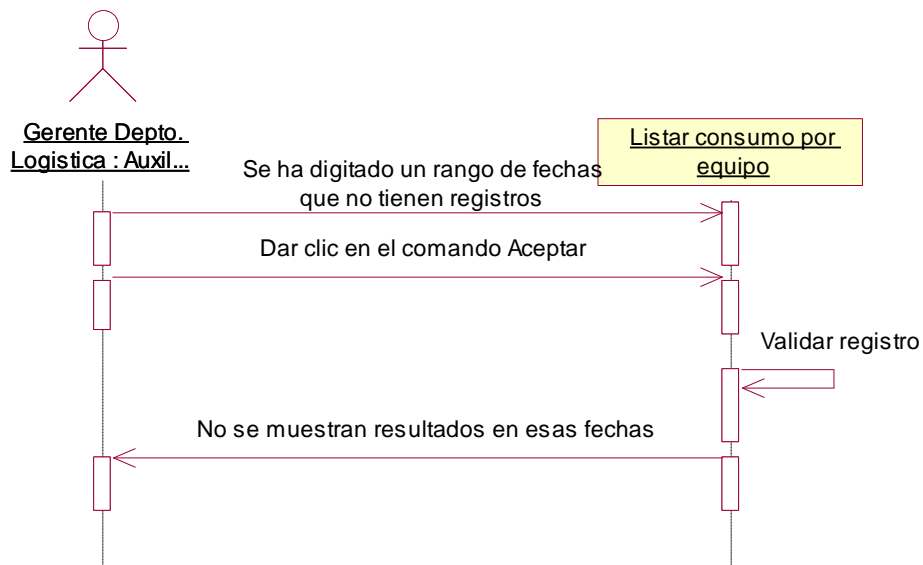 Gerente Depto.
Logistica : Auxil...
Listar consumo por
equipo
Se ha digitado un rango de fechas
que no tienen registros
Dar clic en el comando Aceptar
Validar registro
No se muestran resultados en esas fechas